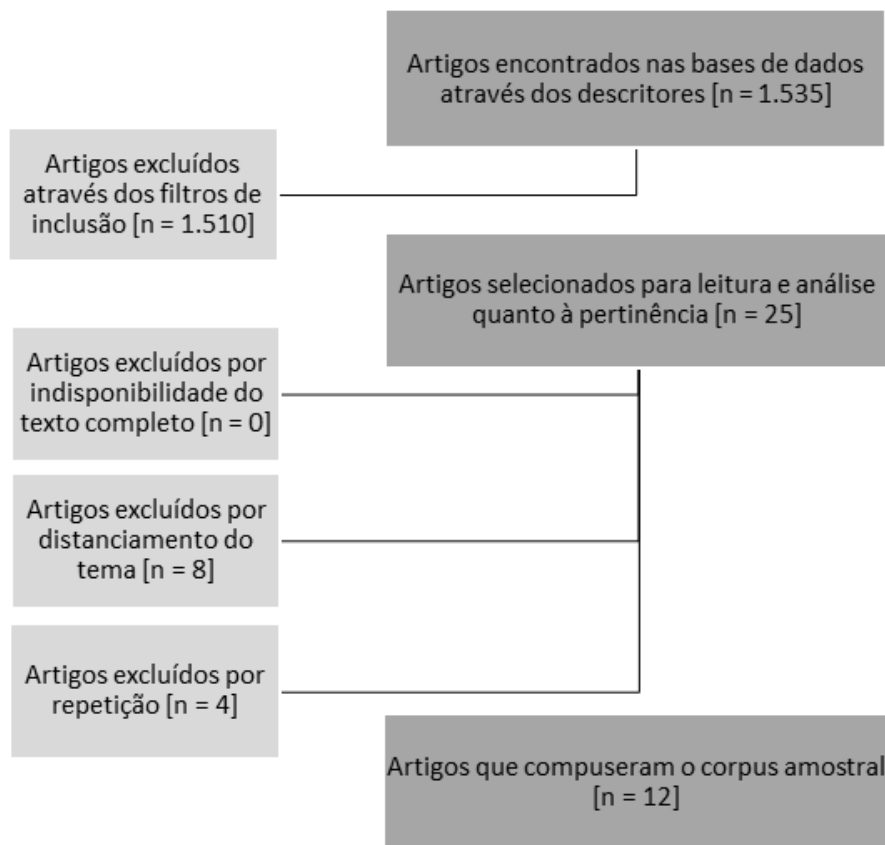 Artigos encontrados nas bases de dados
através dos descritores [n = 1.535]
Artigos excluídos
através dos filtros de
inclusão [n = 1.510]
Artigos selecionados para leitura e análise
quanto à pertinência [n = 25]
Artigos excluídos por
indisponibilidade do
texto completo [n = 0]
Artigos excluídos por
distanciamento do
tema [n = 8]
Artigos excluídos por
repetição [n = 4]
Artigos que compuseram o corpus amostral
[n = 12]